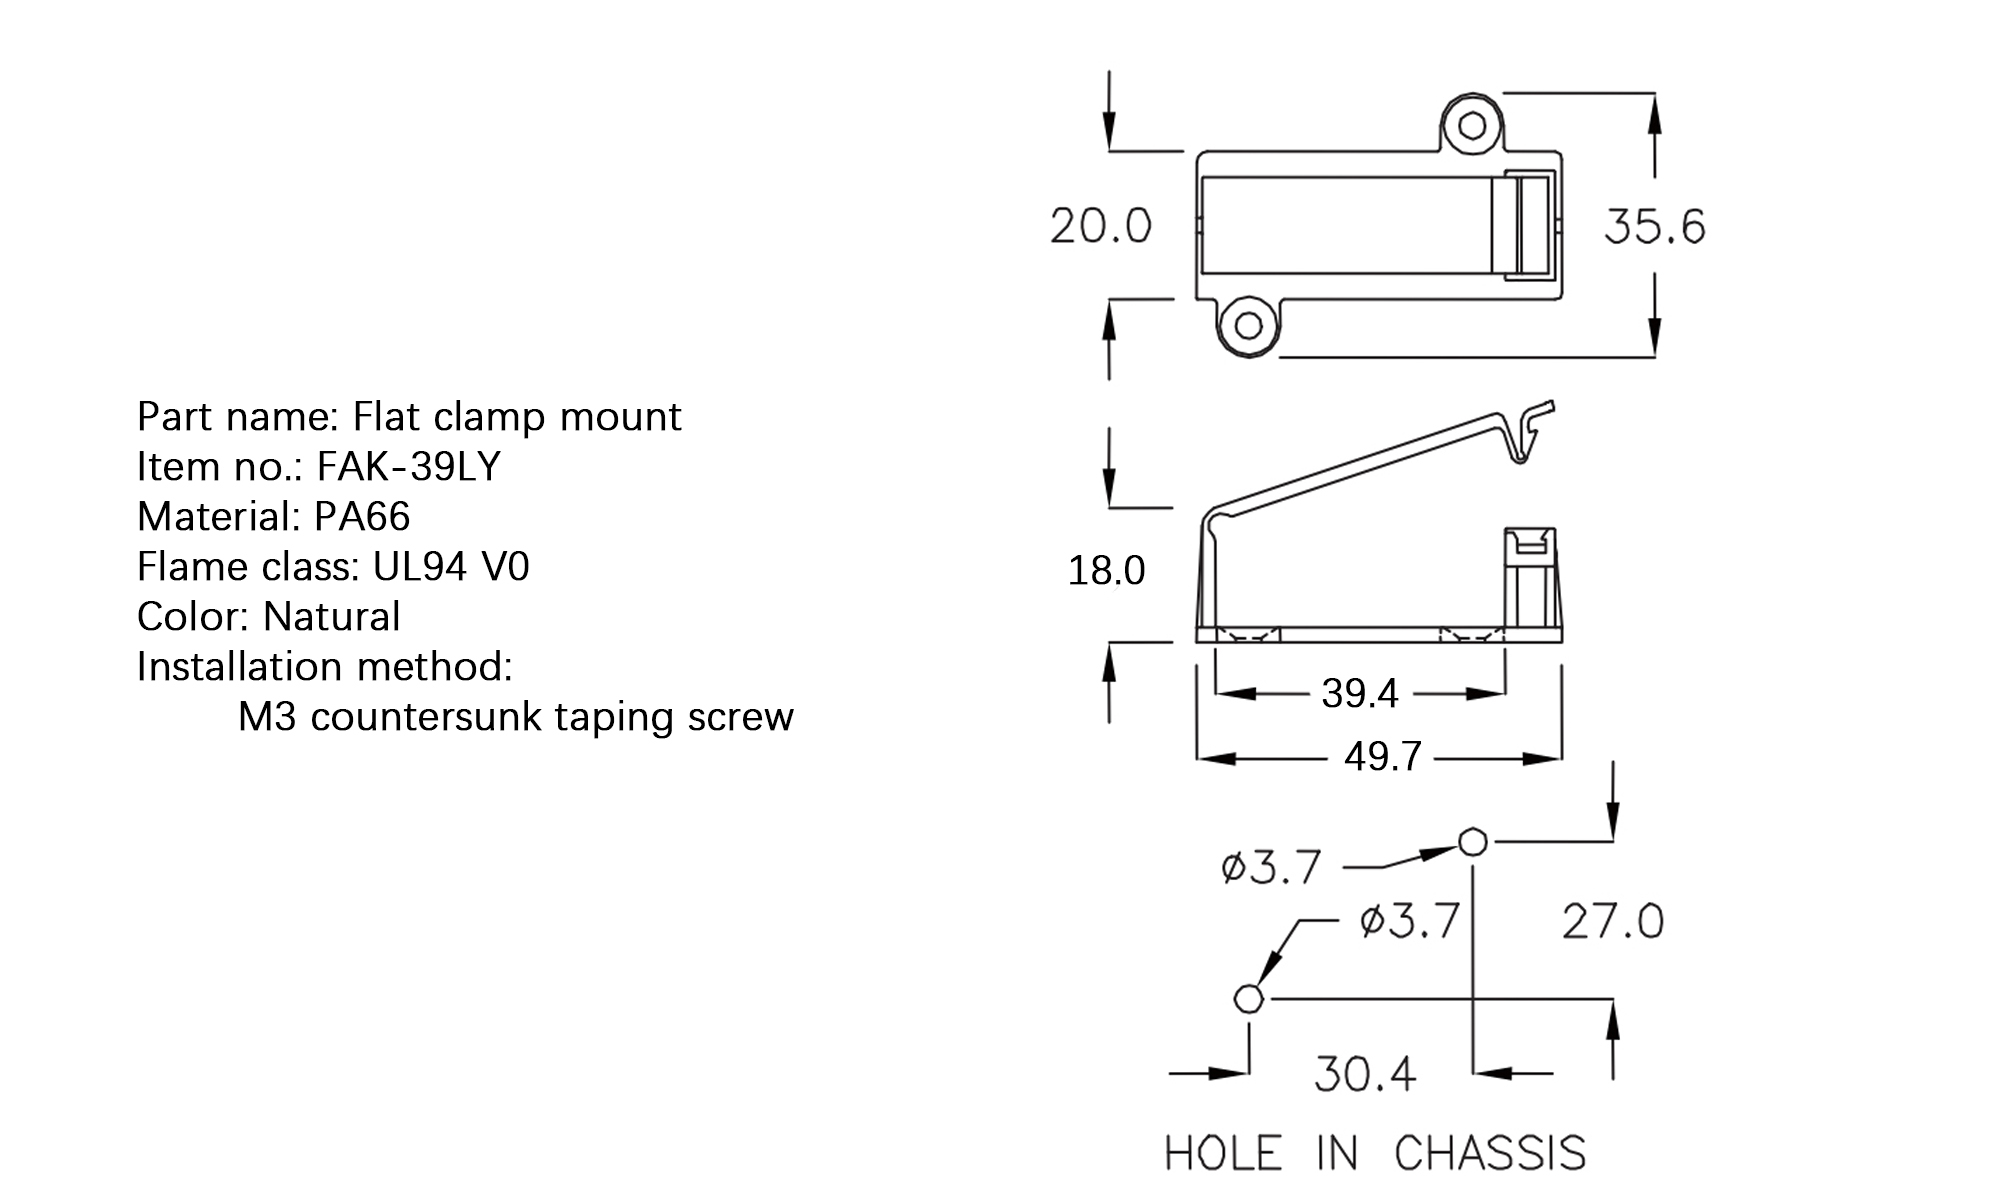 Part name: Flat clamp mount
Item no.: FAK-39LY
Material: PA66
Flame class: UL94 V0
Color: Natural
Installation method:
M3 countersunk taping screw
20.0
35.6
18.0
39.4
49.7
ø3.7
ø3.7
27.0
30.4
HOLE IN CHASSIS